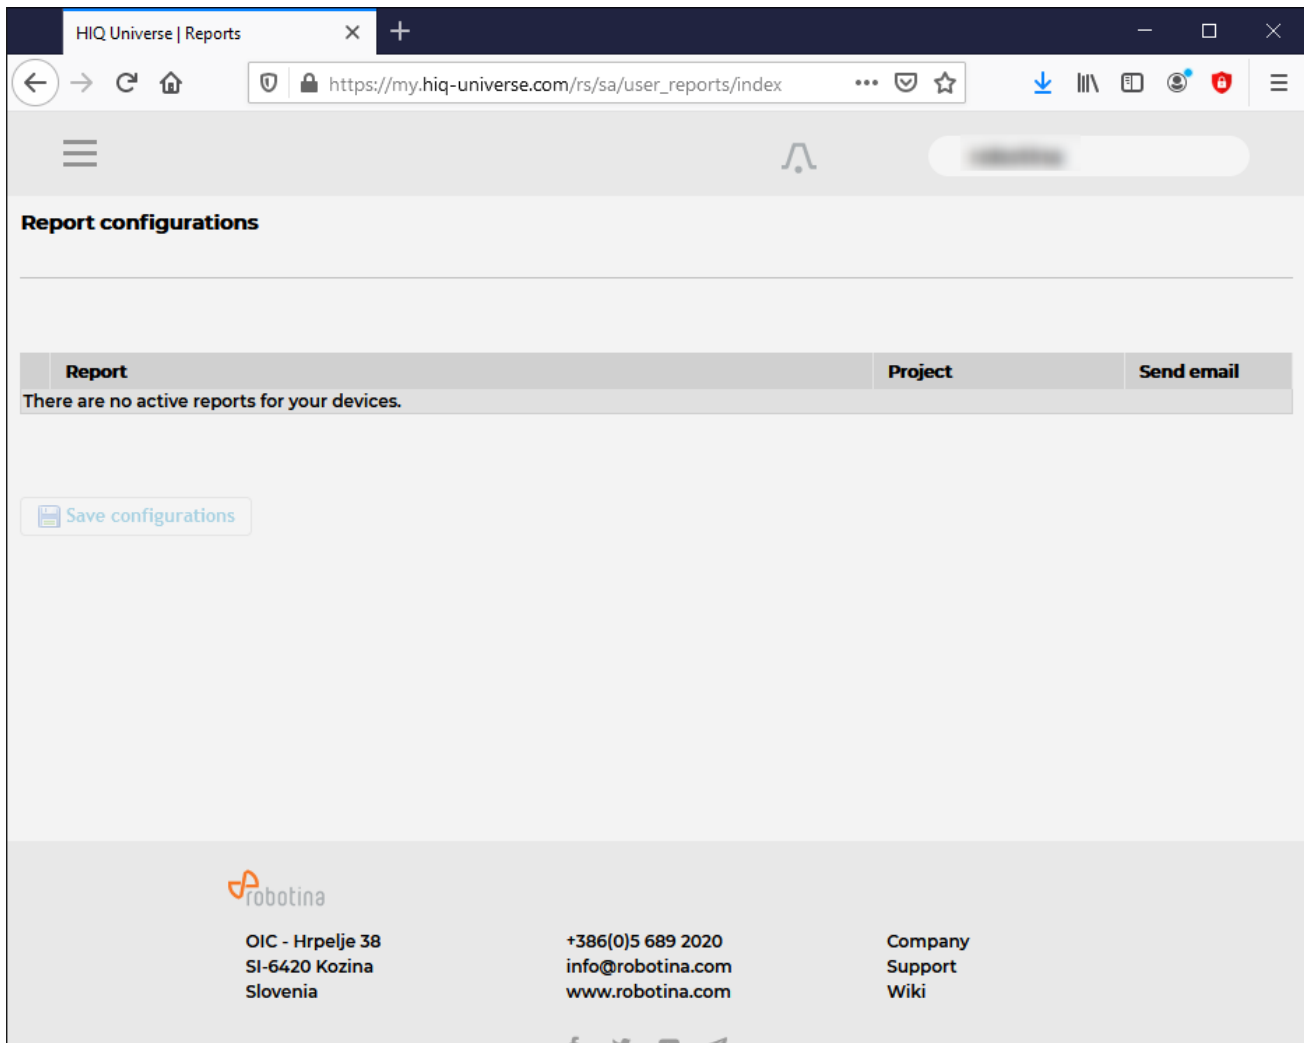 HIQ Universe | Reports
https://my.hiq-universe.com/rs/sa/user_reports/index
Report configurations
Report Project Send email
There are no active reports for your devices.
Save configurations
robotina
OIC - Hrpelje 38 +386(0)5 689 2020 Company
SI-6420 Kozina info@robotina.com Support
Slovenia www.robotina.com Wiki